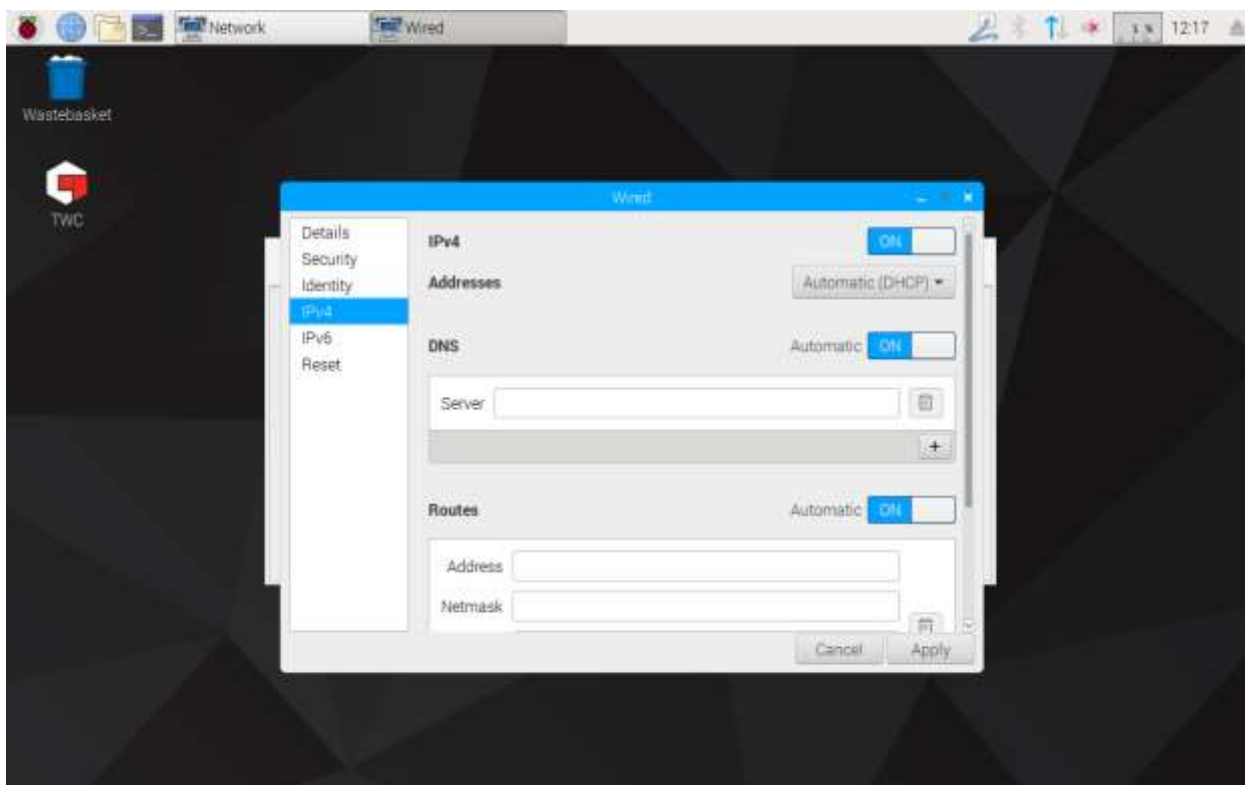 Network
Wired
12:17
Wastebasket
TWC
Wired
Details
Security
Identity
IPv4
IPv6
Reset
IPv4 ON
Addresses Automatic (DHCP)
DNS Automatic ON
Server
+
Routes Automatic ON
Address
Netmask
Cancel Apply